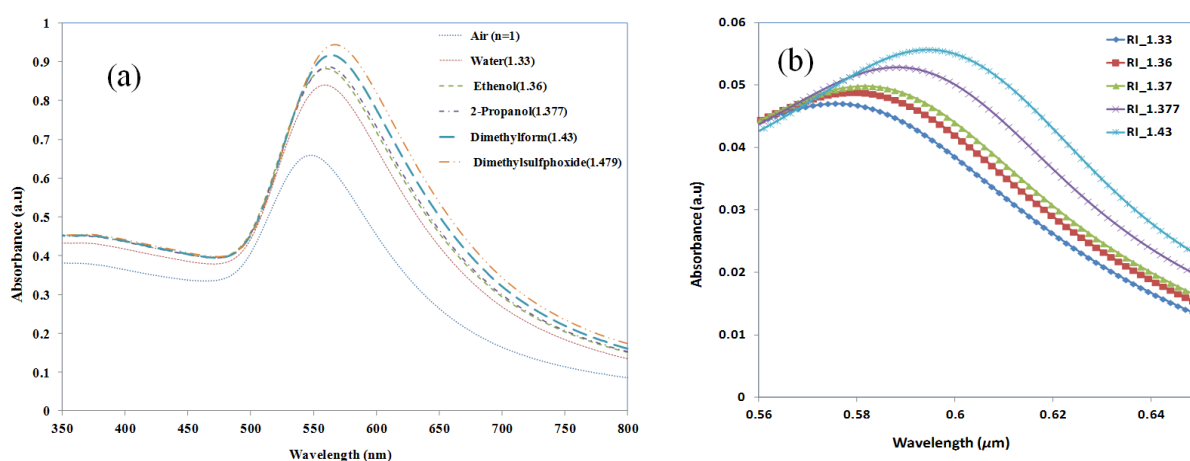 (a)
Air (n=1)
Water(1.33)
Ethenol(1.36)
2-Propanol(1.377)
Dimethylform(1.43)
Dimethylsulfphoxide(1.479)
Absorbance (a.u)
1
0.9
0.8
0.7
0.6
0.5
0.4
0.3
0.2
0.1
0
350 400 450 500 550 600 650 700 750 800
Wavelength (nm)
(b)
RI_1.33
RI_1.36
RI_1.37
RI_1.377
RI_1.43
Absorbance(a.u)
0.06
0.05
0.04
0.03
0.02
0.01
0
0.56 0.58 0.6 0.62 0.64
Wavelength (μm)